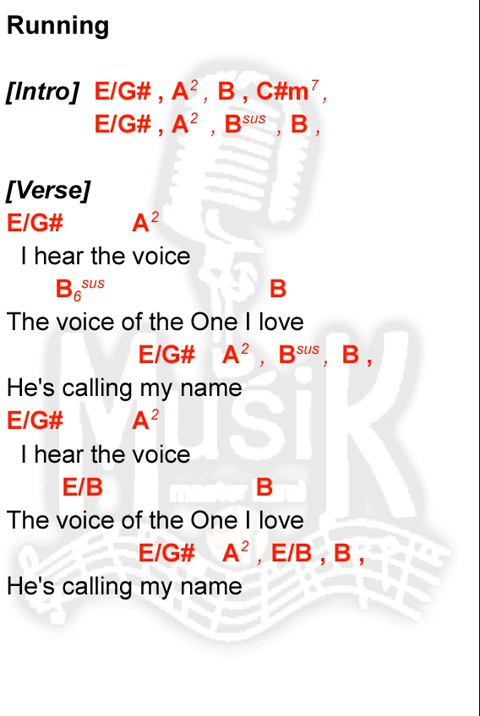 Running
[Intro] E/G# , A² , B , C#m⁷ ,
E/G# , A² , Bˢᵘˢ , B ,
[Verse]
E/G# A²
I hear the voice
B₆ˢᵘˢ B
The voice of the One I love
E/G# A² , Bˢᵘˢ , B ,
He's calling my name
E/G# A²
I hear the voice
E/B B
The voice of the One I love
E/G# A² , E/B , B ,
He's calling my name
MusiK